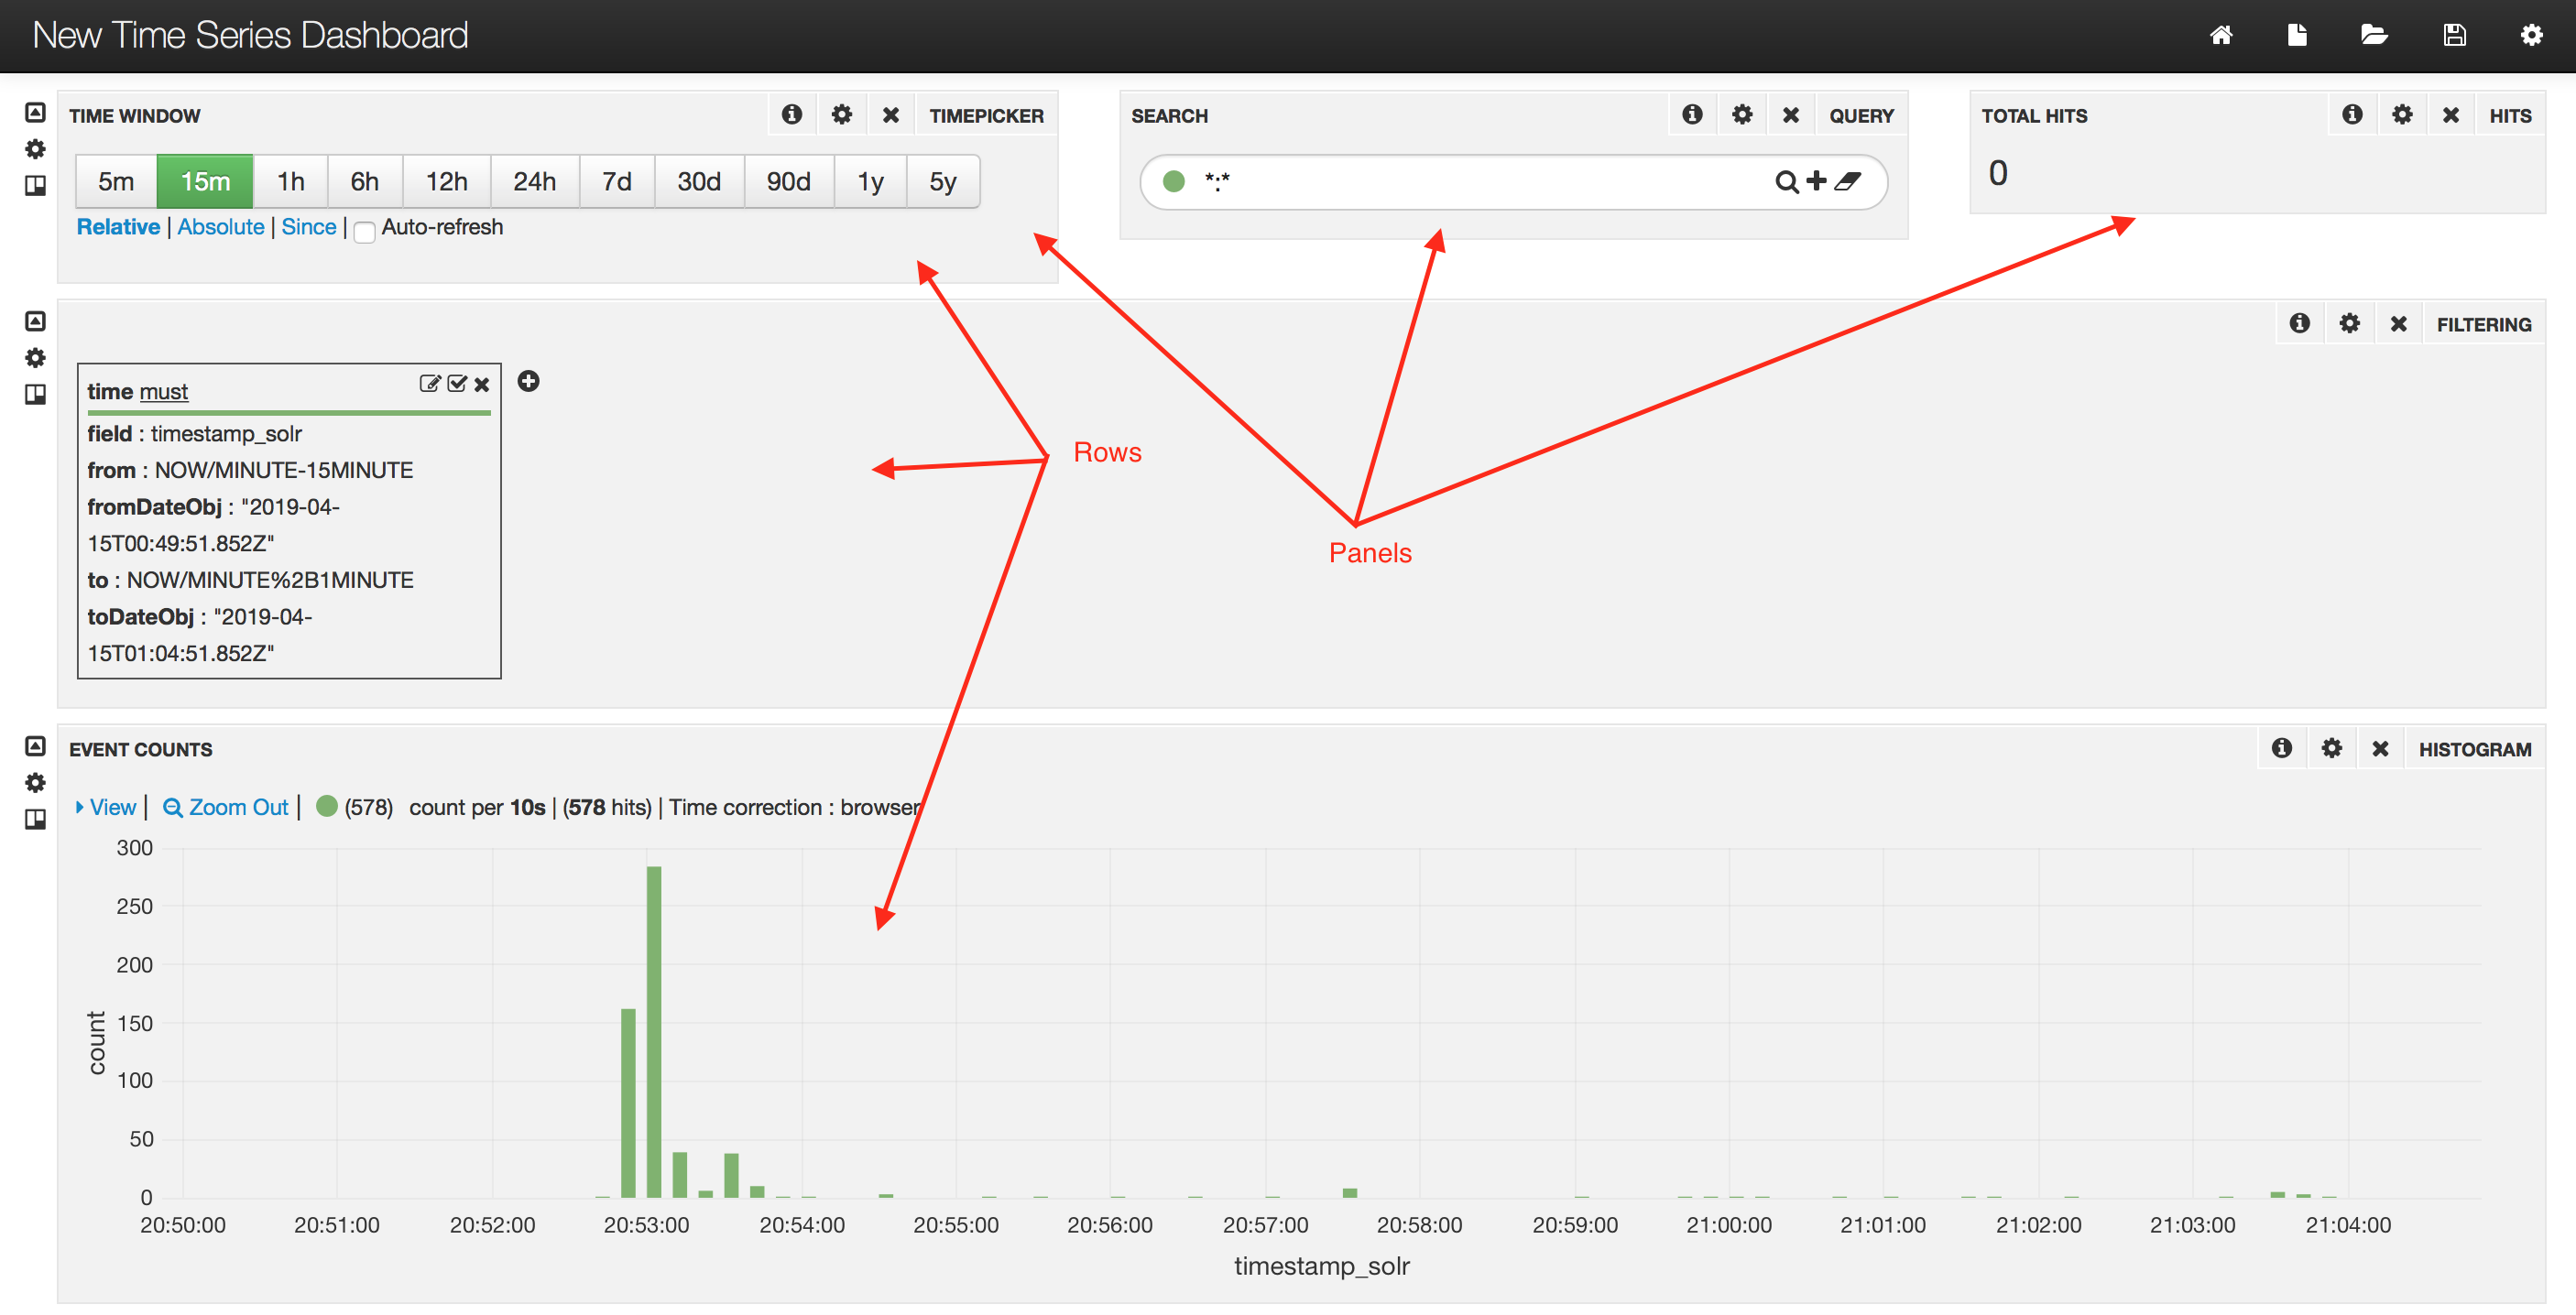 New Time Series Dashboard
TIME WINDOW TIMEPICKER
5m 15m 1h 6h 12h 24h 7d 30d 90d 1y 5y
Relative | Absolute | Since | Auto-refresh
SEARCH QUERY
*:*
TOTAL HITS HITS
0
FILTERING
time must
field : timestamp_solr
from : NOW/MINUTE-15MINUTE
fromDateObj : "2019-04-
15T00:49:51.852Z"
to : NOW/MINUTE%2B1MINUTE
toDateObj : "2019-04-
15T01:04:51.852Z"
Rows
Panels
EVENT COUNTS HISTOGRAM
View | Zoom Out | (578) count per 10s | (578 hits) | Time correction : browser
300
250
200
150
100
50
0
count
20:50:00 20:51:00 20:52:00 20:53:00 20:54:00 20:55:00 20:56:00 20:57:00 20:58:00 20:59:00 21:00:00 21:01:00 21:02:00 21:03:00 21:04:00
timestamp_solr